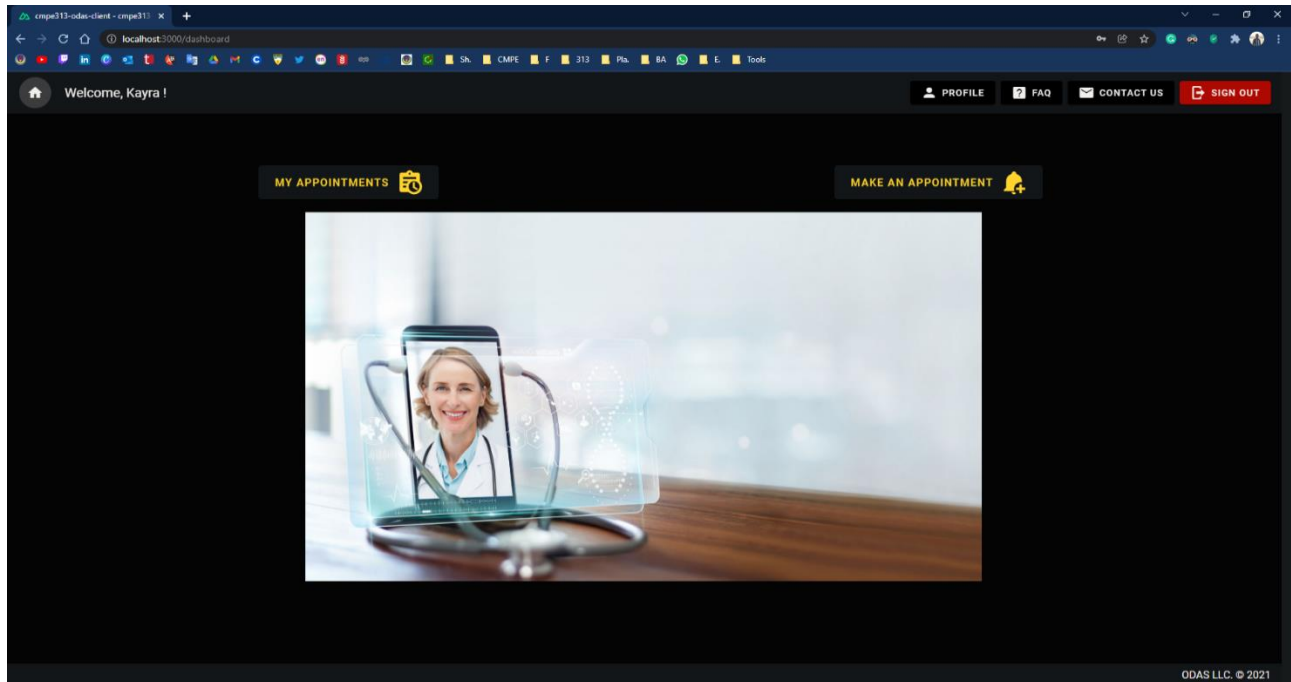 cmpe313-odas-client - cmpe313
localhost:3000/dashboard
Sh. CMPE F 313 Pla. BA E. Tools
Welcome, Kayra !
PROFILE FAQ CONTACT US SIGN OUT
MY APPOINTMENTS MAKE AN APPOINTMENT
ODAS LLC. © 2021